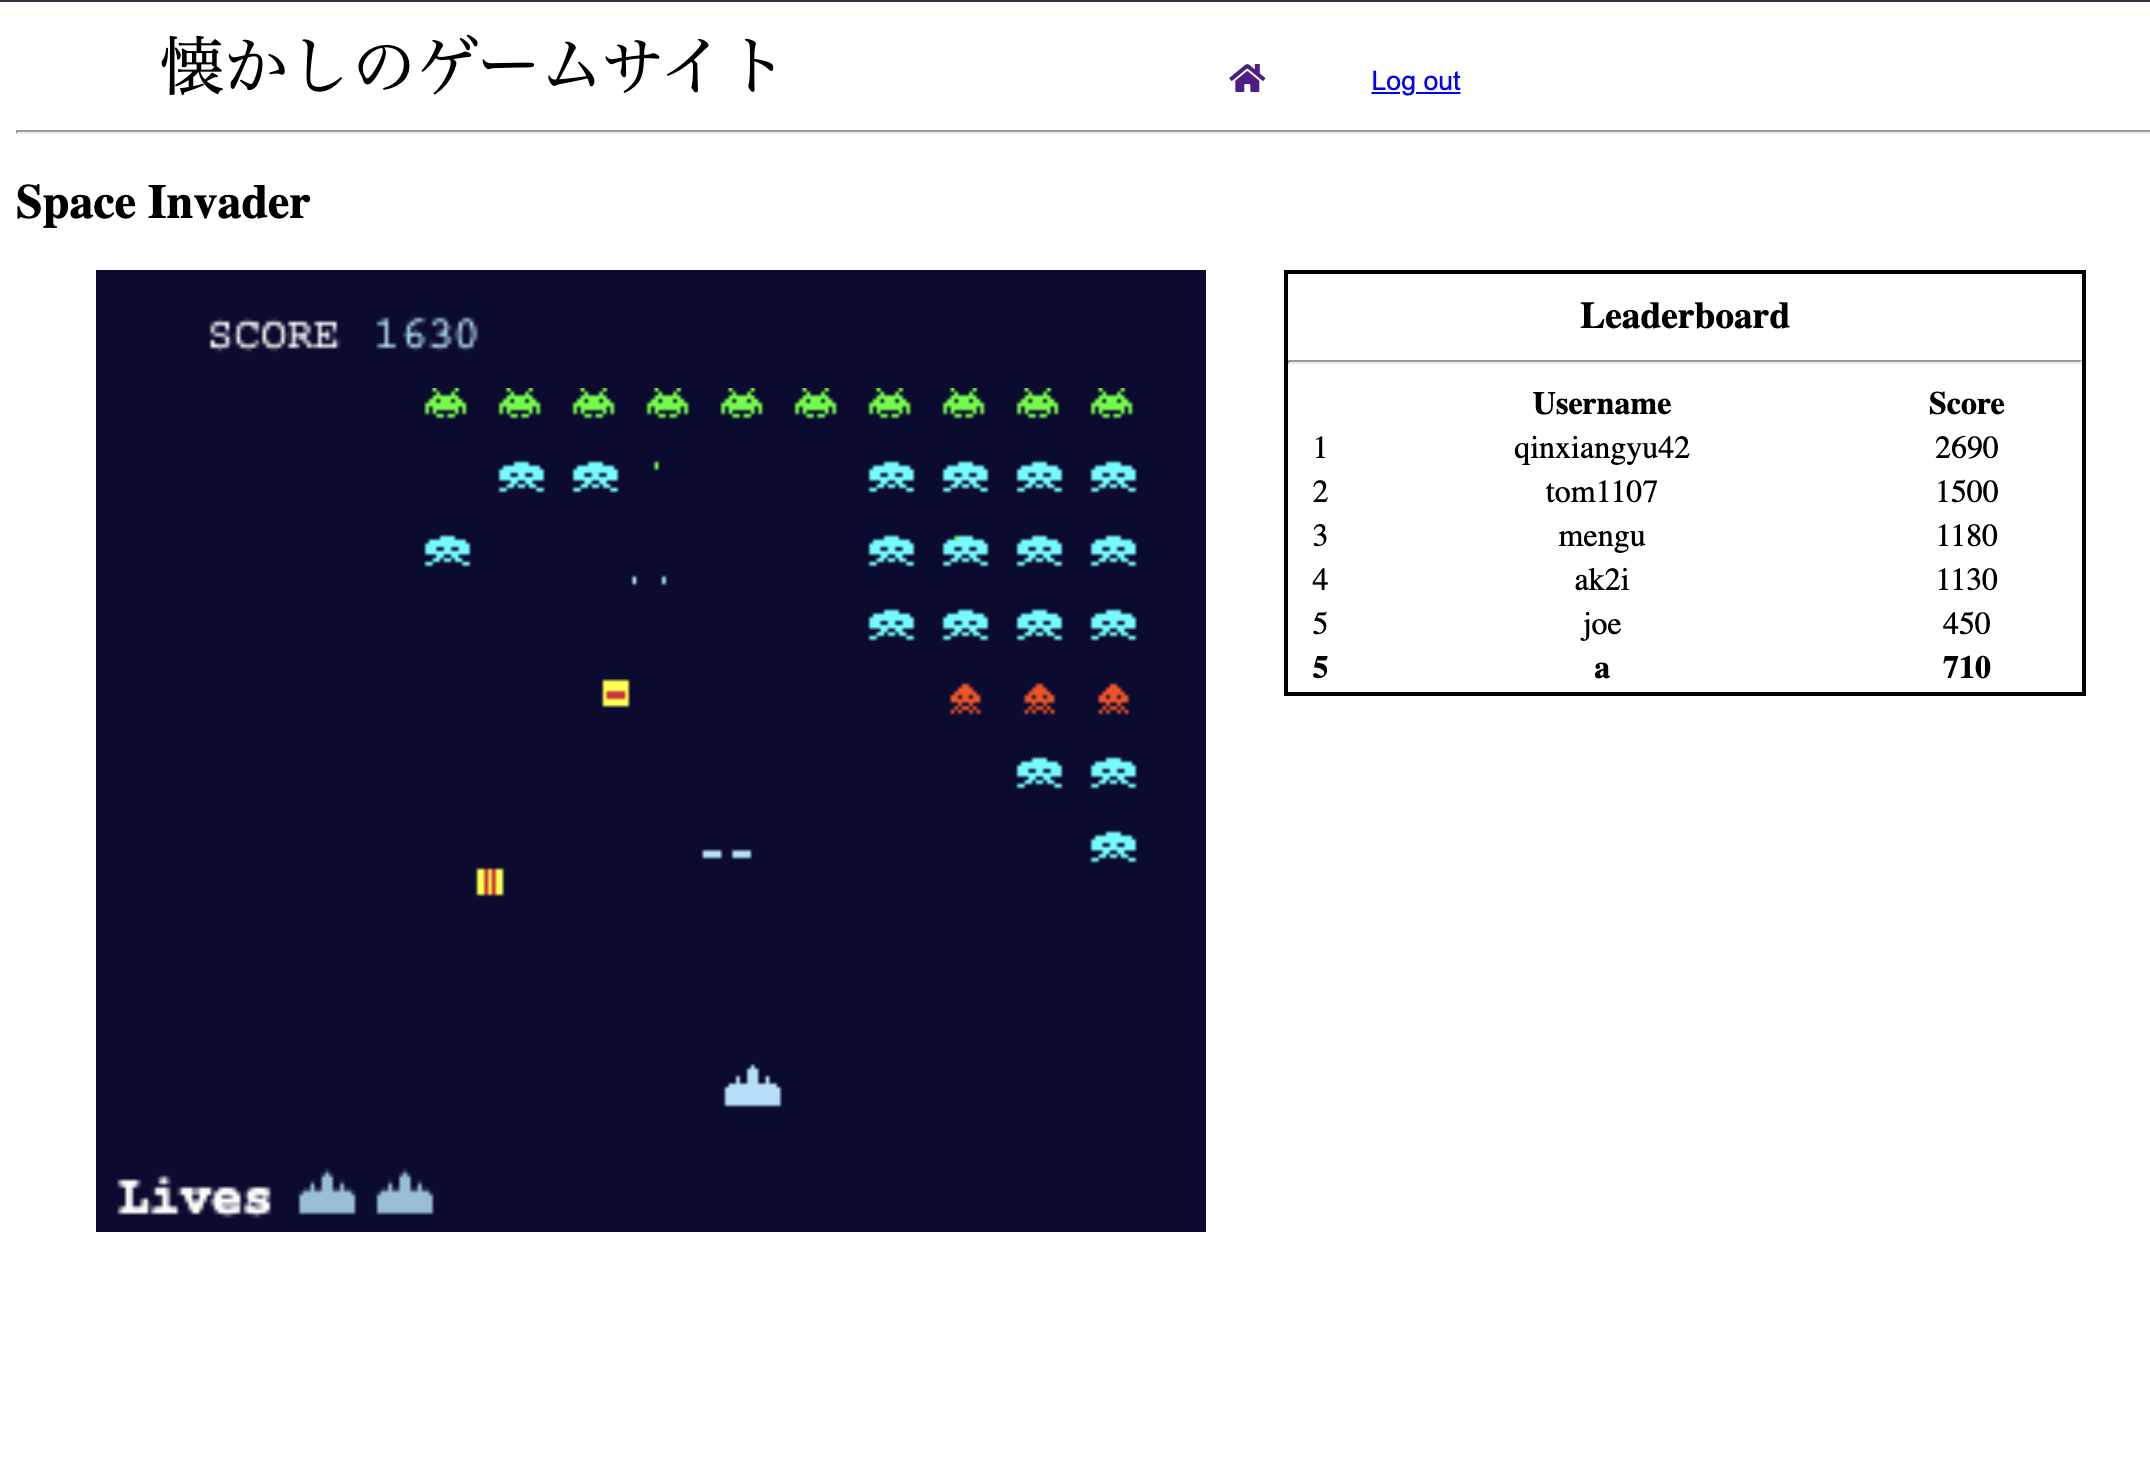 懐かしのゲームサイト
Log out
Space Invader
SCORE 1630
Lives
Leaderboard
Username Score
1 qinxiangyu42 2690
2 tom1107 1500
3 mengu 1180
4 ak2i 1130
5 joe 450
5 a 710